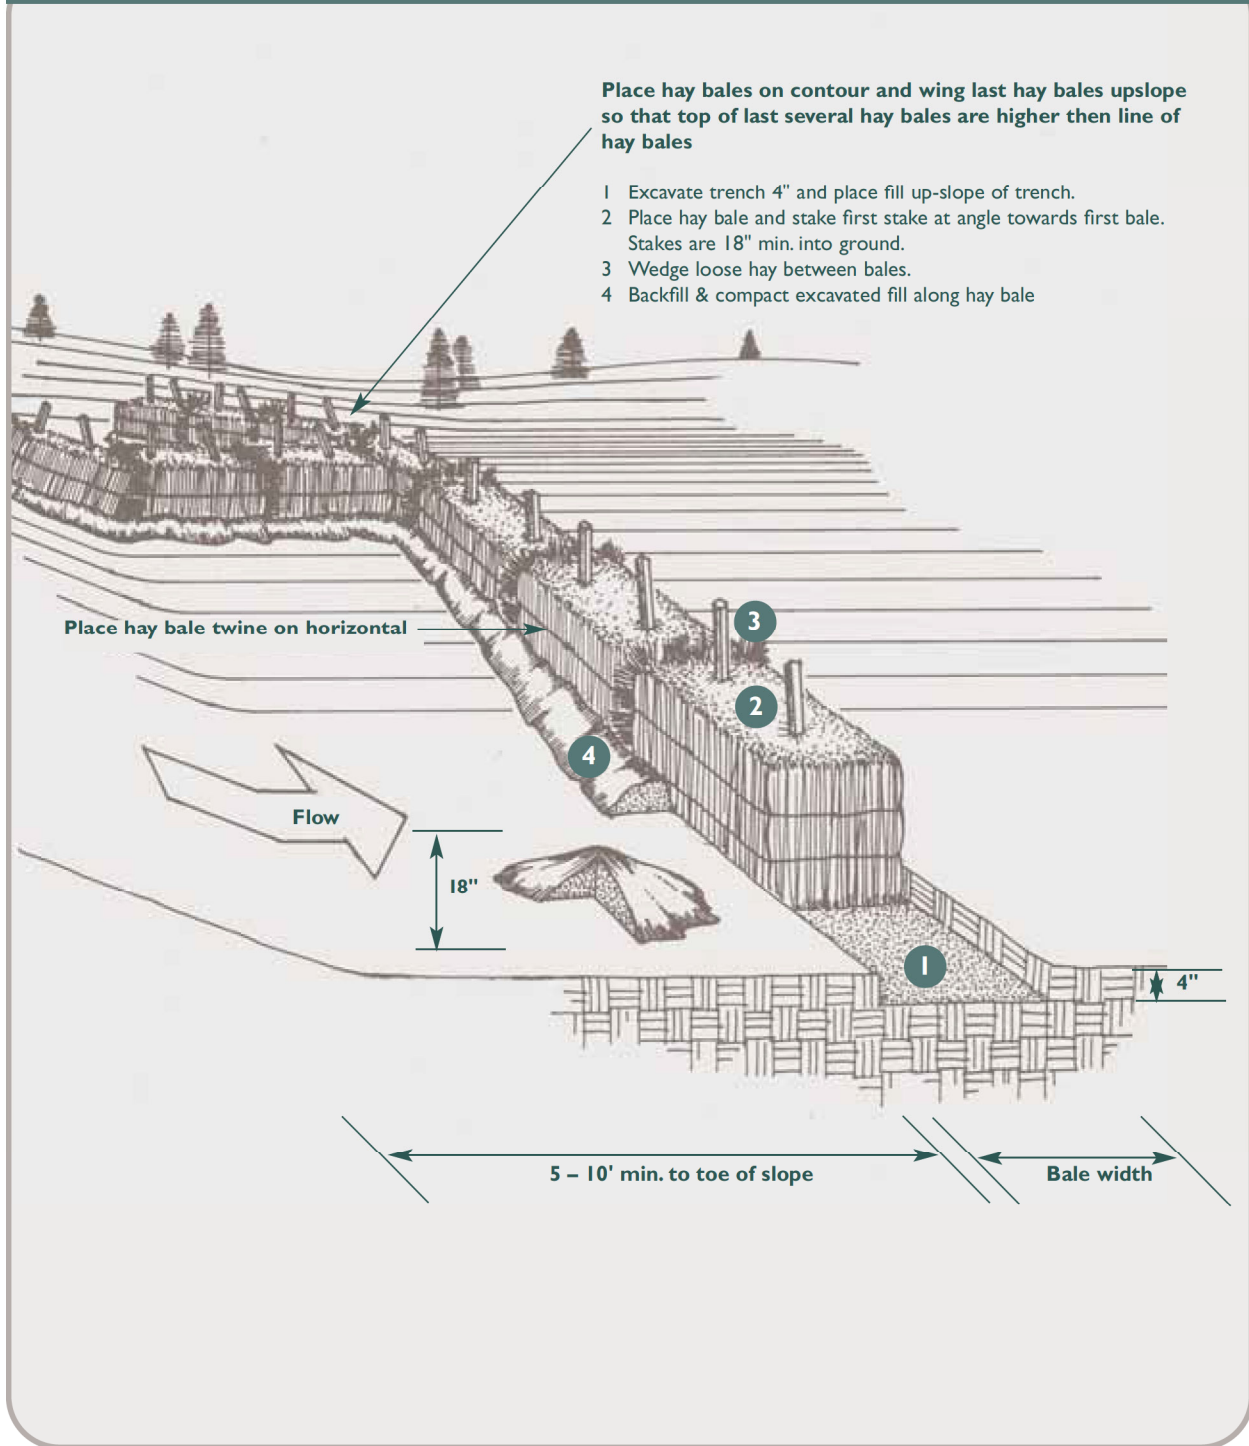 Place hay bales on contour and wing last hay bales upslope
so that top of last several hay bales are higher then line of
hay bales
1 Excavate trench 4" and place fill up-slope of trench.
2 Place hay bale and stake first stake at angle towards first bale.
Stakes are 18" min. into ground.
3 Wedge loose hay between bales.
4 Backfill & compact excavated fill along hay bale
Place hay bale twine on horizontal
3
2
4
Flow
18"
1
4"
5 – 10' min. to toe of slope
Bale width